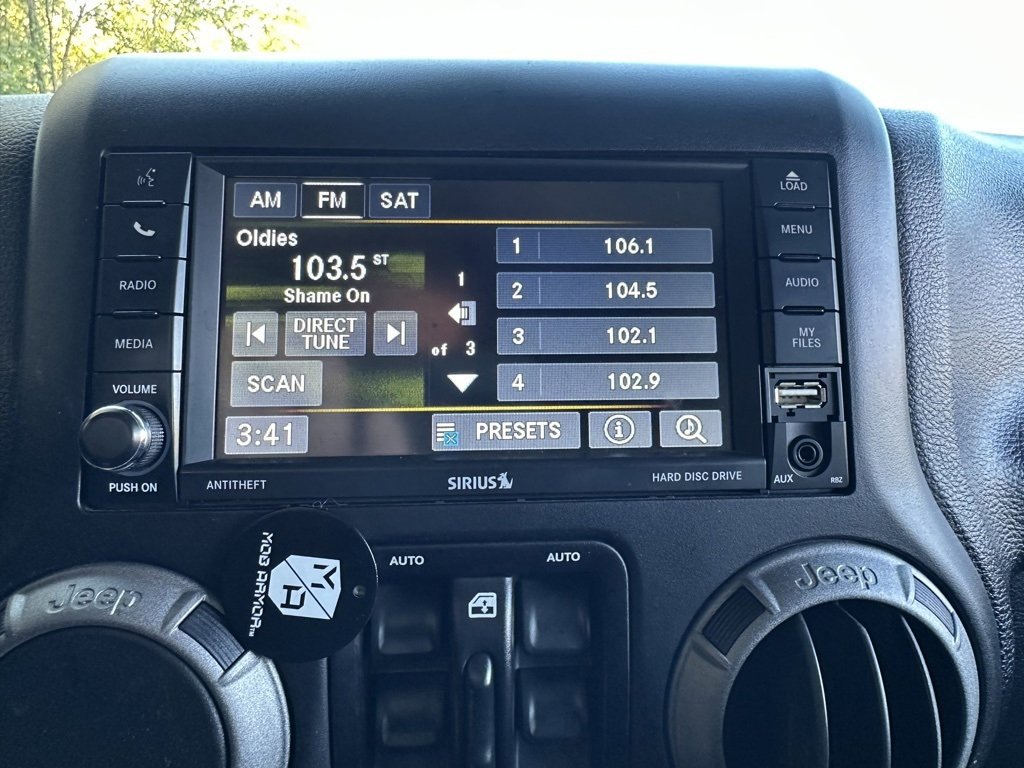 AM FM SAT
Oldies
103.5 ST
Shame On
DIRECT
TUNE
SCAN
3:41
1
of 3
1 106.1
2 104.5
3 102.1
4 102.9
PRESETS
RADIO
MEDIA
VOLUME
PUSH ON
LOAD
MENU
AUDIO
MY
FILES
AUX
RBZ
ANTITHEFT
SIRIUS
HARD DISC DRIVE
AUTO
AUTO
MOB ARMOR™
Jeep
Jeep